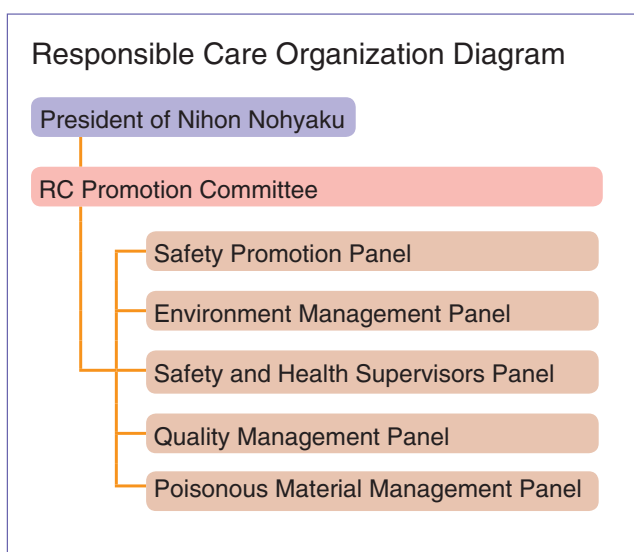 Responsible Care Organization Diagram
President of Nihon Nohyaku
RC Promotion Committee
Safety Promotion Panel
Environment Management Panel
Safety and Health Supervisors Panel
Quality Management Panel
Poisonous Material Management Panel